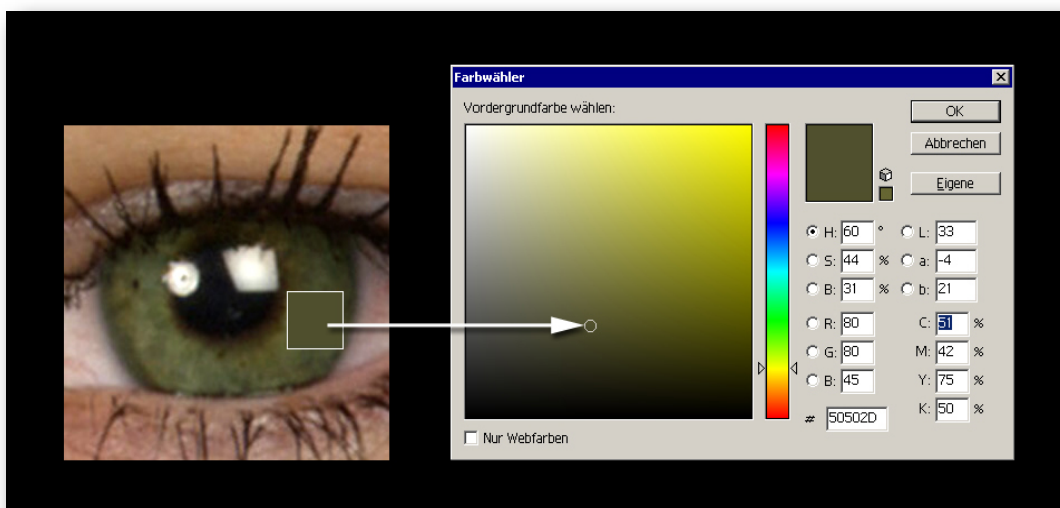 Farbwähler
Vordergrundfarbe wählen:
OK
Abbrechen
Eigene
H: 60 °
S: 44 %
B: 31 %
R: 80
G: 80
B: 45
# 50502D
L: 33
a: -4
b: 21
C: 51 %
M: 42 %
Y: 75 %
K: 50 %
Nur Webfarben